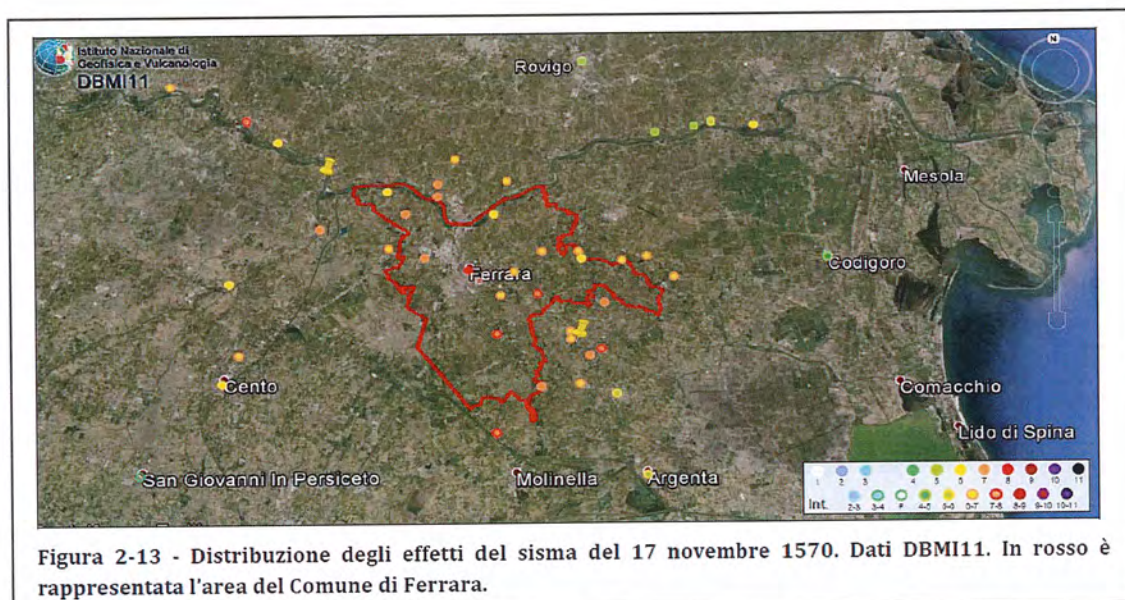 Istituto Nazionale di
Geofisica e Vulcanologia
DBMI11
N
Rovigo
Mesola
Ferrara
Codigoro
Cento
Comacchio
Lido di Spina
San Giovanni In Persiceto
Molinella
Argenta
1 2 3 4 5 6 7 8 9 10 11
Int.
2-3 3-4 F 4-5 5-6 6-7 7-8 8-9 9-10 10-11
Figura 2-13 - Distribuzione degli effetti del sisma del 17 novembre 1570. Dati DBMI11. In rosso è
rappresentata l'area del Comune di Ferrara.